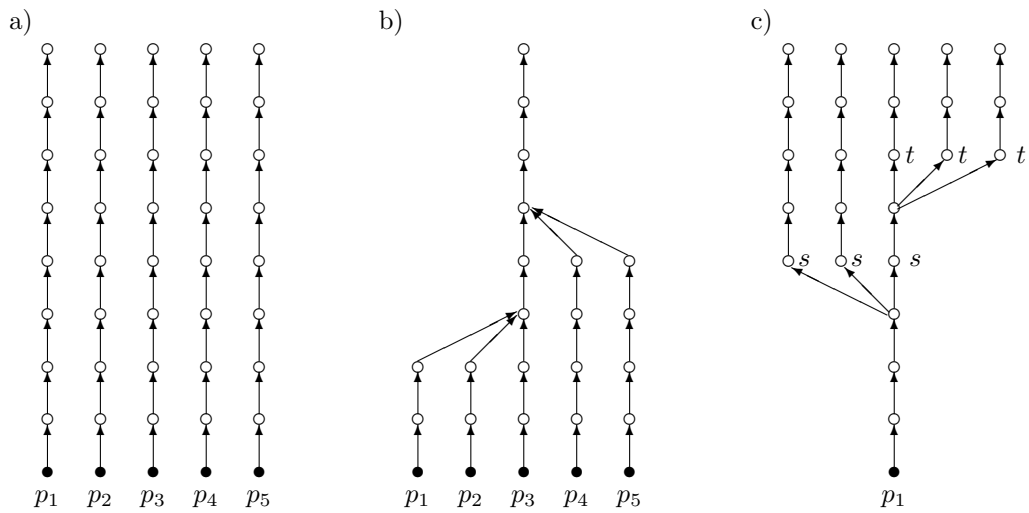 a) b) c)
t t t
s s s
p₁ p₂ p₃ p₄ p₅ p₁ p₂ p₃ p₄ p₅ p₁